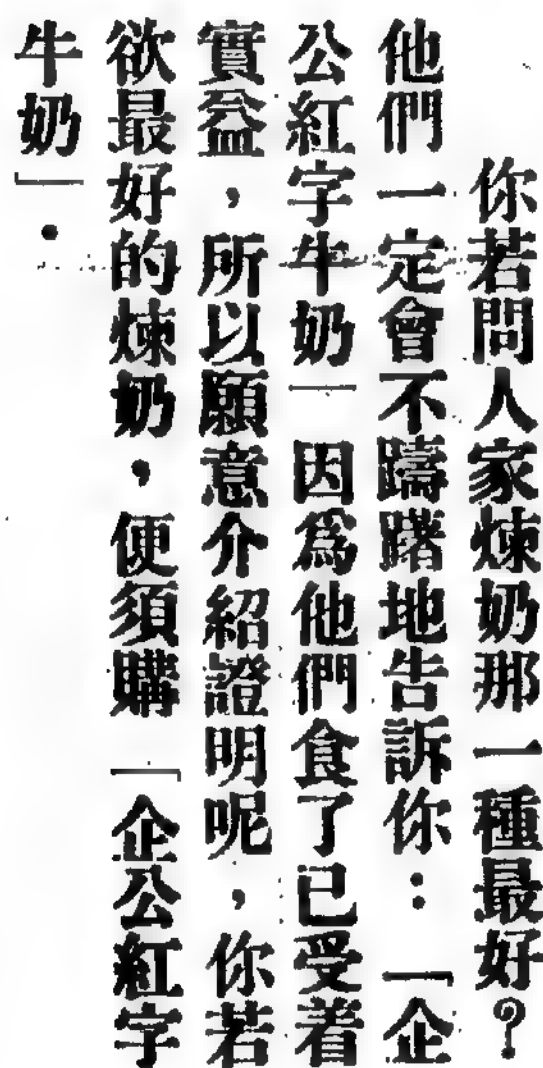 你若問人家煉奶那一種最好？
他們一定會不躊躇地告訴你：「企
公紅字牛奶」因爲他們食了已受着
實益，所以願意介紹證明呢，你若
欲最好的煉奶，便須購「企公紅字
牛奶」．